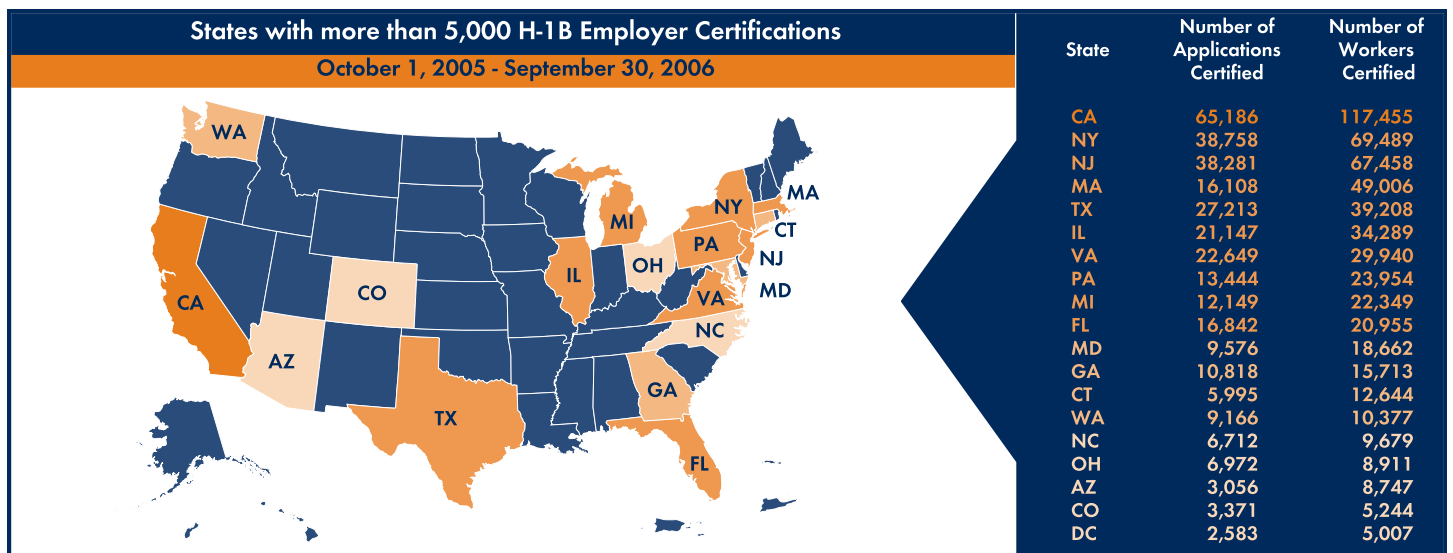 States with more than 5,000 H-1B Employer Certifications
October 1, 2005 - September 30, 2006
WA
MA
NY
MI
CT
PA
NJ
OH
IL
MD
CO
VA
CA
NC
AZ
GA
TX
FL
State
Number of
Applications
Certified
Number of
Workers
Certified
CA 65,186 117,455
NY 38,758 69,489
NJ 38,281 67,458
MA 16,108 49,006
TX 27,213 39,208
IL 21,147 34,289
VA 22,649 29,940
PA 13,444 23,954
MI 12,149 22,349
FL 16,842 20,955
MD 9,576 18,662
GA 10,818 15,713
CT 5,995 12,644
WA 9,166 10,377
NC 6,712 9,679
OH 6,972 8,911
AZ 3,056 8,747
CO 3,371 5,244
DC 2,583 5,007